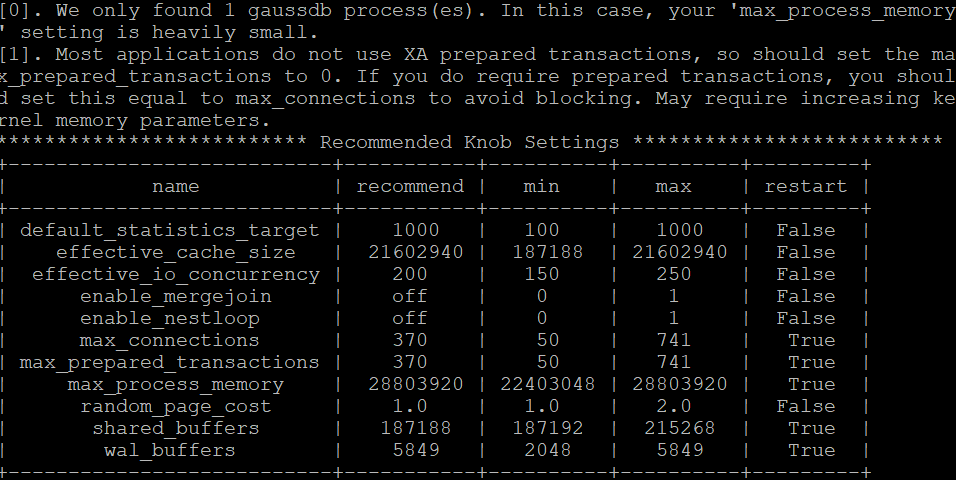 [0]. We only found 1 gaussdb process(es). In this case, your 'max_process_memory
' setting is heavily small.
[1]. Most applications do not use XA prepared transactions, so should set the ma
x_prepared_transactions to 0. If you do require prepared transactions, you shoul
d set this equal to max_connections to avoid blocking. May require increasing ke
rnel memory parameters.
************************** Recommended Knob Settings **************************
+---------------------------+-----------+----------+----------+---------+
| name | recommend | min | max | restart |
+---------------------------+-----------+----------+----------+---------+
| default_statistics_target | 1000 | 100 | 1000 | False |
| effective_cache_size | 21602940 | 187188 | 21602940 | False |
| effective_io_concurrency | 200 | 150 | 250 | False |
| enable_mergejoin | off | 0 | 1 | False |
| enable_nestloop | off | 0 | 1 | False |
| max_connections | 370 | 50 | 741 | True |
| max_prepared_transactions | 370 | 50 | 741 | True |
| max_process_memory | 28803920 | 22403048 | 28803920 | True |
| random_page_cost | 1.0 | 1.0 | 2.0 | False |
| shared_buffers | 187188 | 187192 | 215268 | True |
| wal_buffers | 5849 | 2048 | 5849 | True |
+---------------------------+-----------+----------+----------+---------+